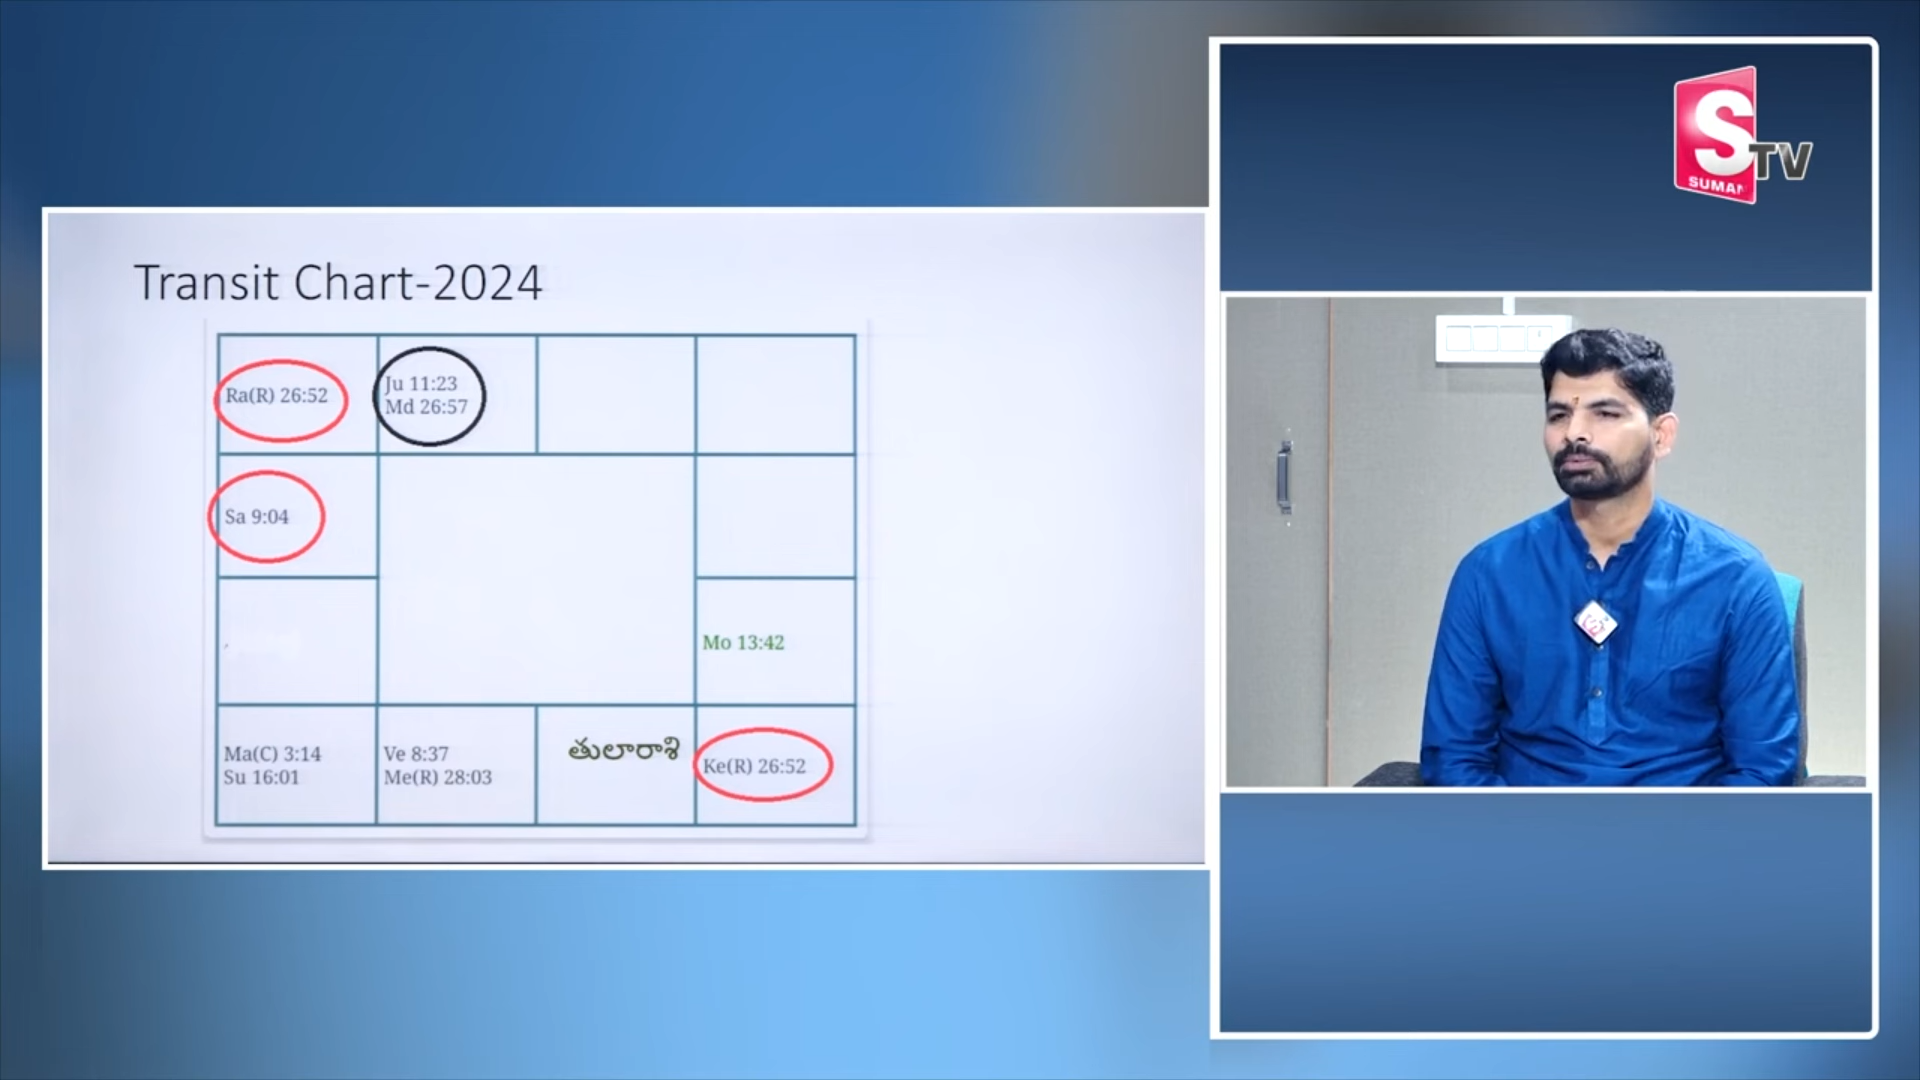 S TV
SUMAN
Transit Chart-2024
Ra(R) 26:52
Ju 11:23
Md 26:57
Sa 9:04
Mo 13:42
Ma(C) 3:14
Su 16:01
Ve 8:37
Me(R) 28:03
తులారాశి
Ke(R) 26:52